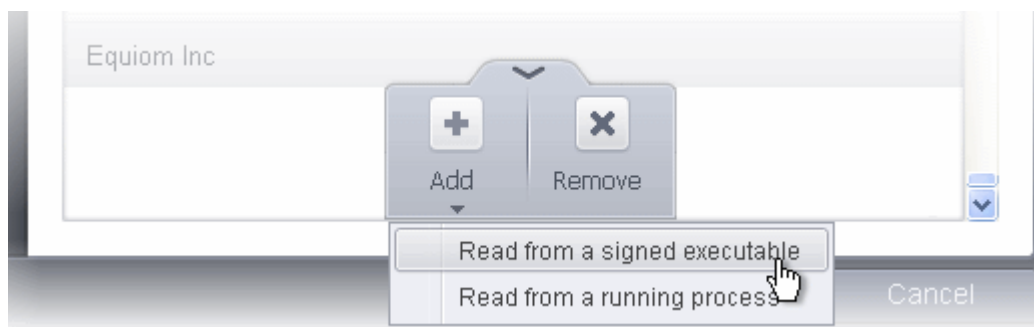 Equiom Inc
Add
Remove
Read from a signed executable
Read from a running process
Cancel